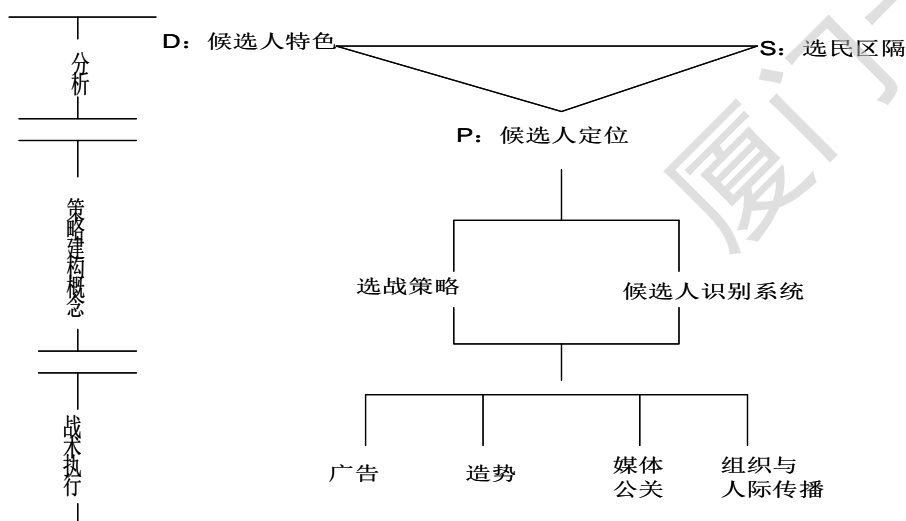 D：候选人特色
S：选民区隔
分析
P：候选人定位
策略建构概念
选战策略
候选人识别系统
战术执行
广告
造势
媒体
公关
组织与
人际传播
厦门